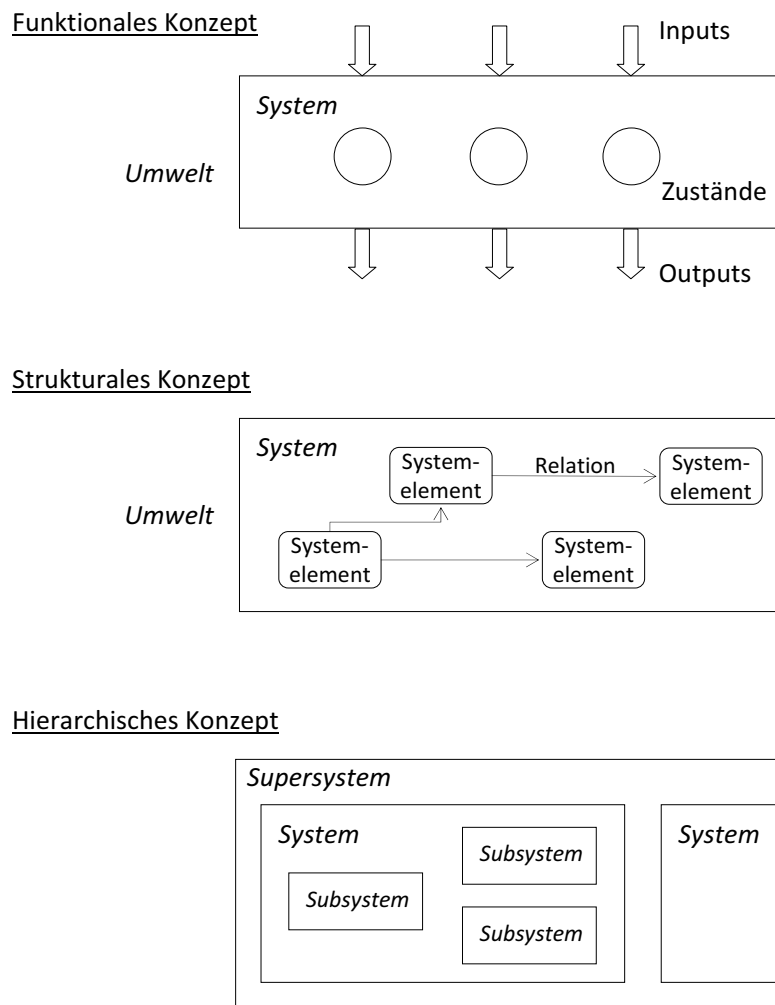 Funktionales Konzept
Inputs
System
Umwelt
Zustände
Outputs
Strukturales Konzept
System
System-
element
Relation
System-
element
Umwelt
System-
element
System-
element
Hierarchisches Konzept
Supersystem
System
Subsystem
Subsystem
Subsystem
System